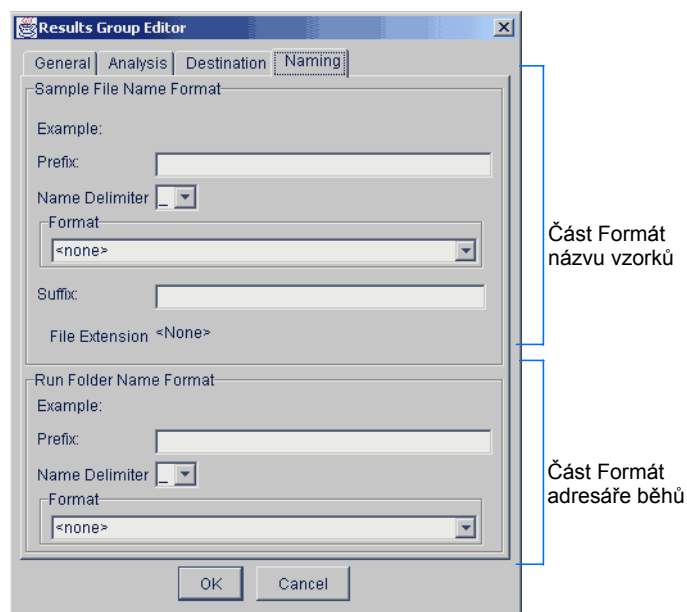 Results Group Editor
General Analysis Destination Naming
Sample File Name Format
Example:
Prefix:
Name Delimiter _
Format
<none>
Suffix:
File Extension <None>
Část Formát
názvu vzorků
Run Folder Name Format
Example:
Prefix:
Name Delimiter _
Format
<none>
Část Formát
adresáře běhů
OK Cancel